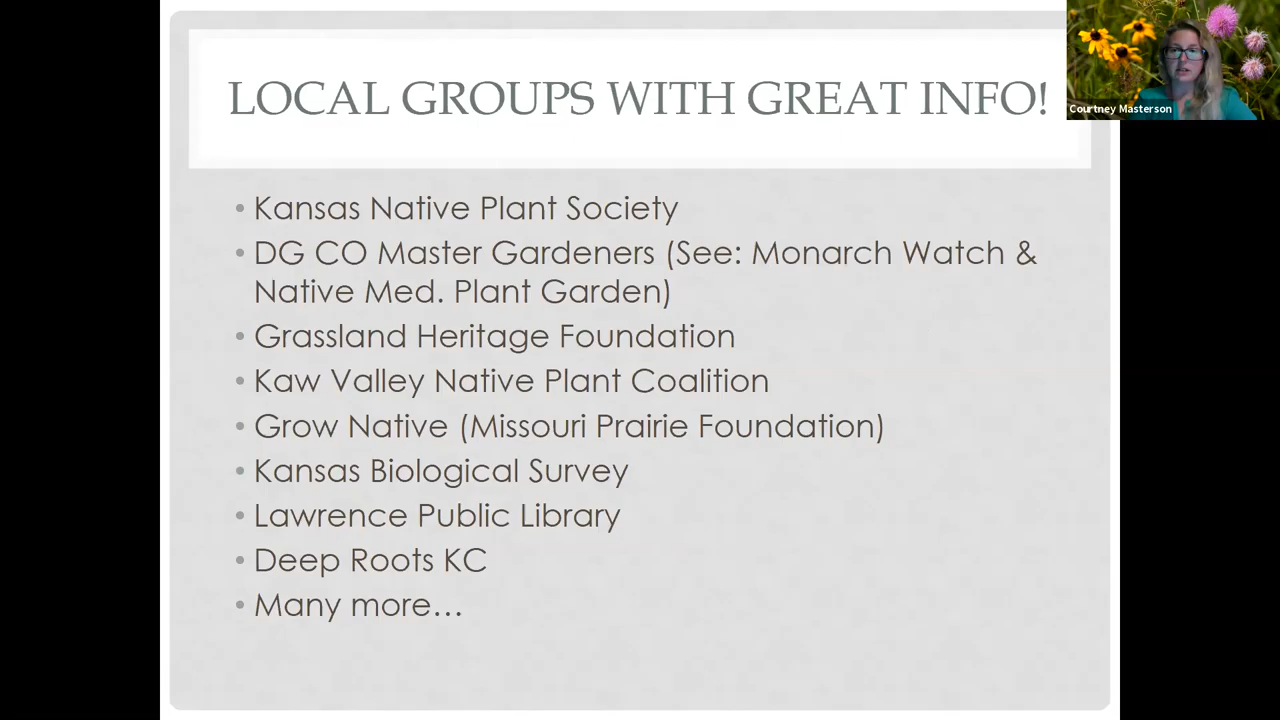 LOCAL GROUPS WITH GREAT INFO!
Courtney Masterson
• Kansas Native Plant Society
• DG CO Master Gardeners (See: Monarch Watch &
Native Med. Plant Garden)
• Grassland Heritage Foundation
• Kaw Valley Native Plant Coalition
• Grow Native (Missouri Prairie Foundation)
• Kansas Biological Survey
• Lawrence Public Library
• Deep Roots KC
• Many more…